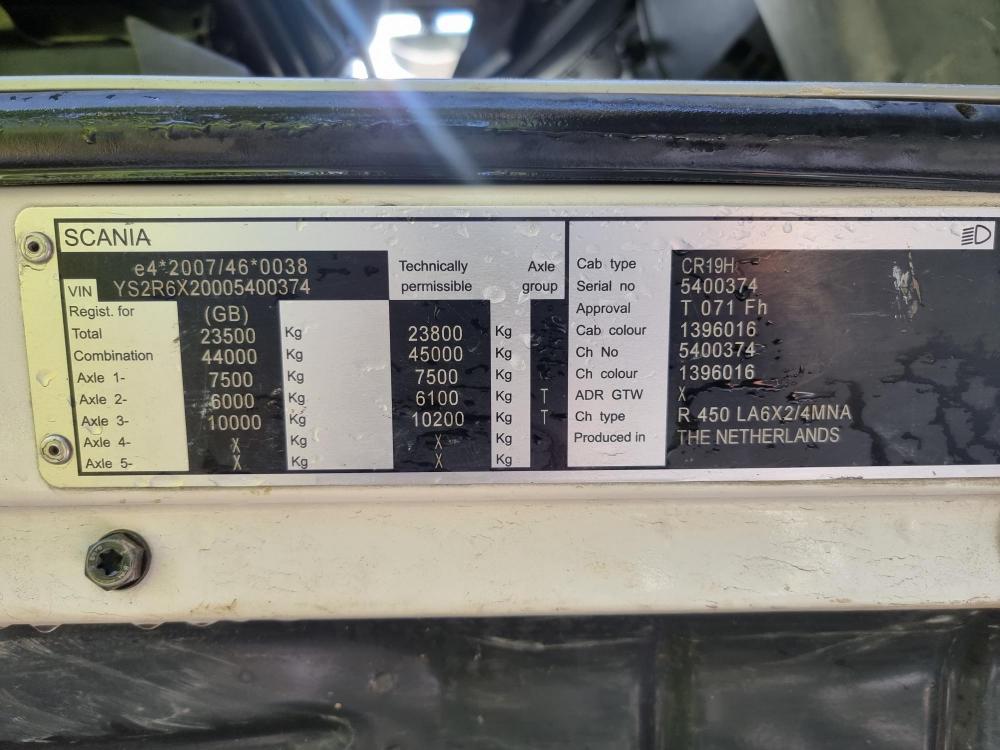 SCANIA
e4*2007/46*0038
VIN YS2R6X20005400374
Technically permissible
Axle group
Regist. for (GB)
Total 23500 Kg 23800 Kg
Combination 44000 Kg 45000 Kg
Axle 1- 7500 Kg 7500 Kg
Axle 2- 6000 Kg 6100 Kg T
Axle 3- 10000 Kg 10200 Kg T
Axle 4- X Kg X Kg
Axle 5- X Kg X Kg
Cab type CR19H
Serial no 5400374
Approval T 071 Fh
Cab colour 1396016
Ch No 5400374
Ch colour 1396016
ADR GTW X
Ch type R 450 LA6X2/4MNA
Produced in THE NETHERLANDS